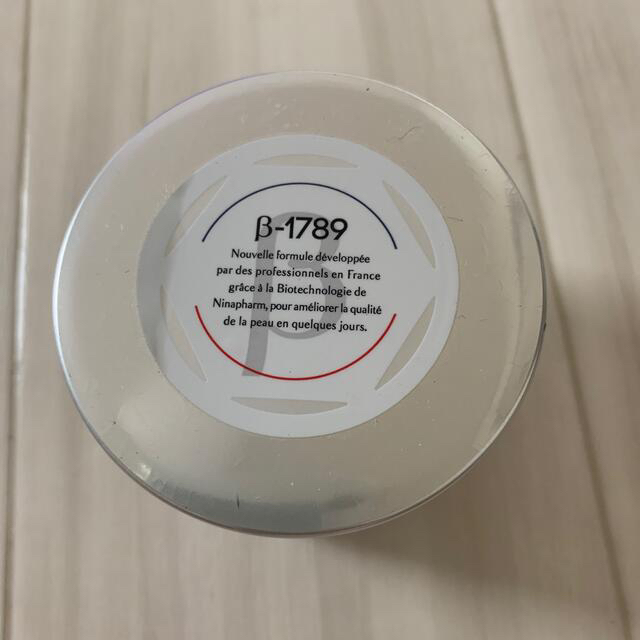 β-1789
Nouvelle formule développée
par des professionnels en France
grâce à la Biotechnologie de
Ninapharm, pour améliorer la qualité
de la peau en quelques jours.